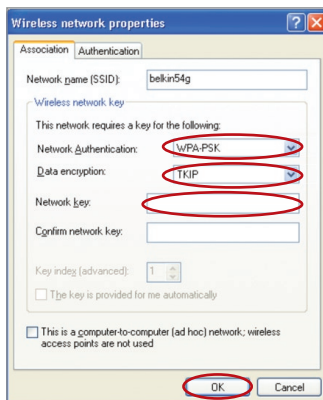 Wireless network properties
Association
Authentication
Network name (SSID):
belkin54g
Wireless network key
This network requires a key for the following:
Network Authentication:
WPA-PSK
Data encryption:
TKIP
Network key:
Confirm network key:
Key index (advanced):
1
The key is provided for me automatically
This is a computer-to-computer (ad hoc) network; wireless
access points are not used
OK
Cancel